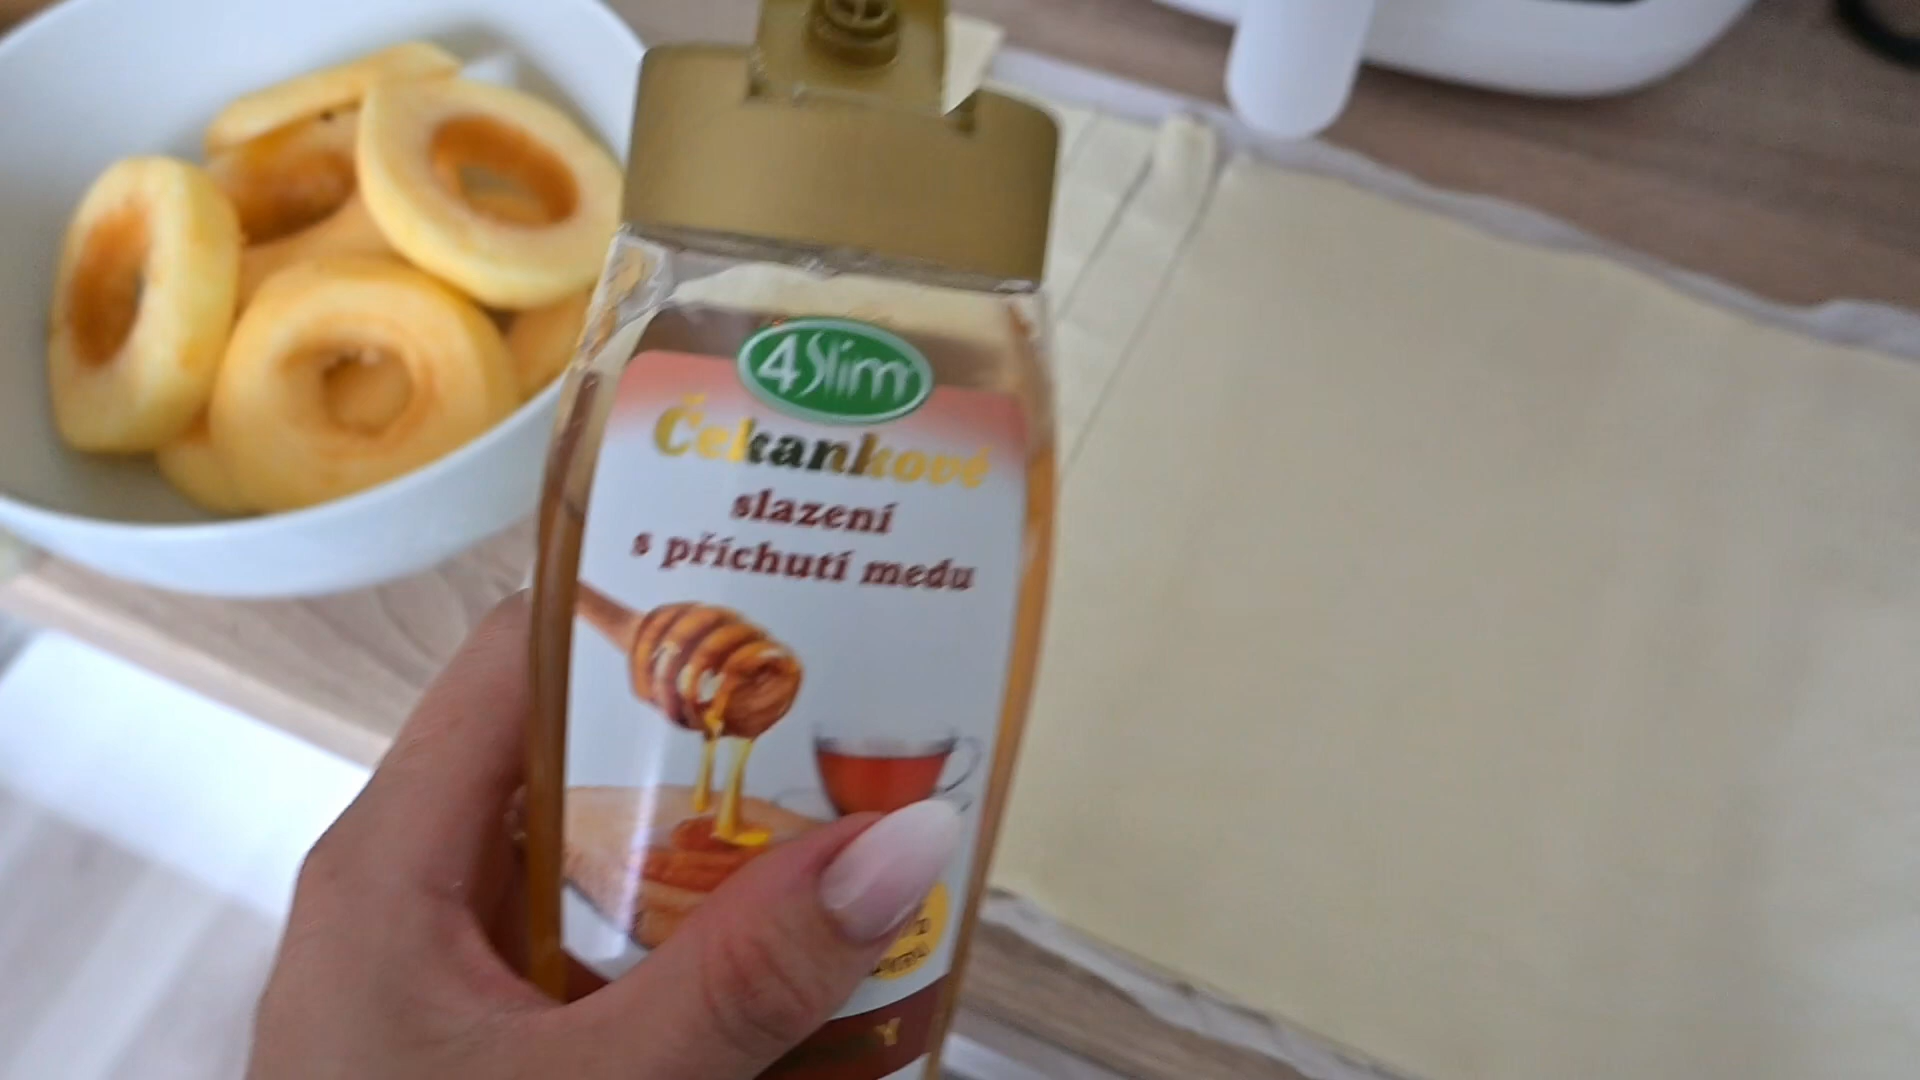 4Slim
Čekankové
slazení
s příchutí medu